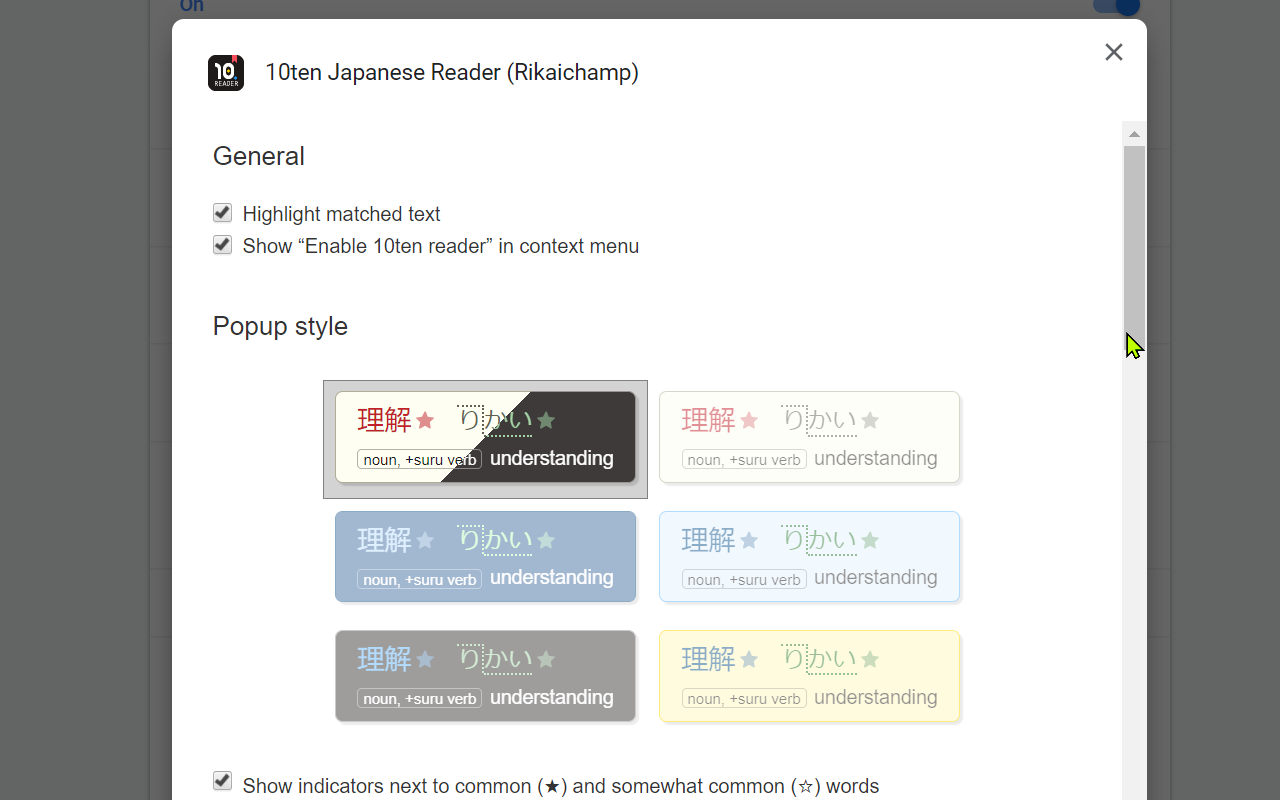 On
10 READER
10ten Japanese Reader (Rikaichamp)
General
Highlight matched text
Show “Enable 10ten reader” in context menu
Popup style
理解★ りかい★
noun, +suru verb understanding
理解★ りかい★
noun, +suru verb understanding
理解★ りかい★
noun, +suru verb understanding
理解★ りかい★
noun, +suru verb understanding
理解★ りかい★
noun, +suru verb understanding
理解★ りかい★
noun, +suru verb understanding
Show indicators next to common (★) and somewhat common (☆) words